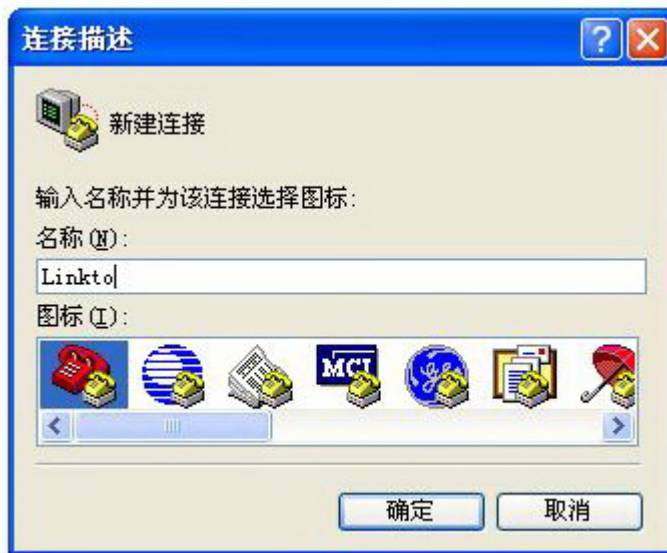 连接描述
新建连接
输入名称并为该连接选择图标:
名称(N):
Linkto
图标(I):
MCI
确定 取消